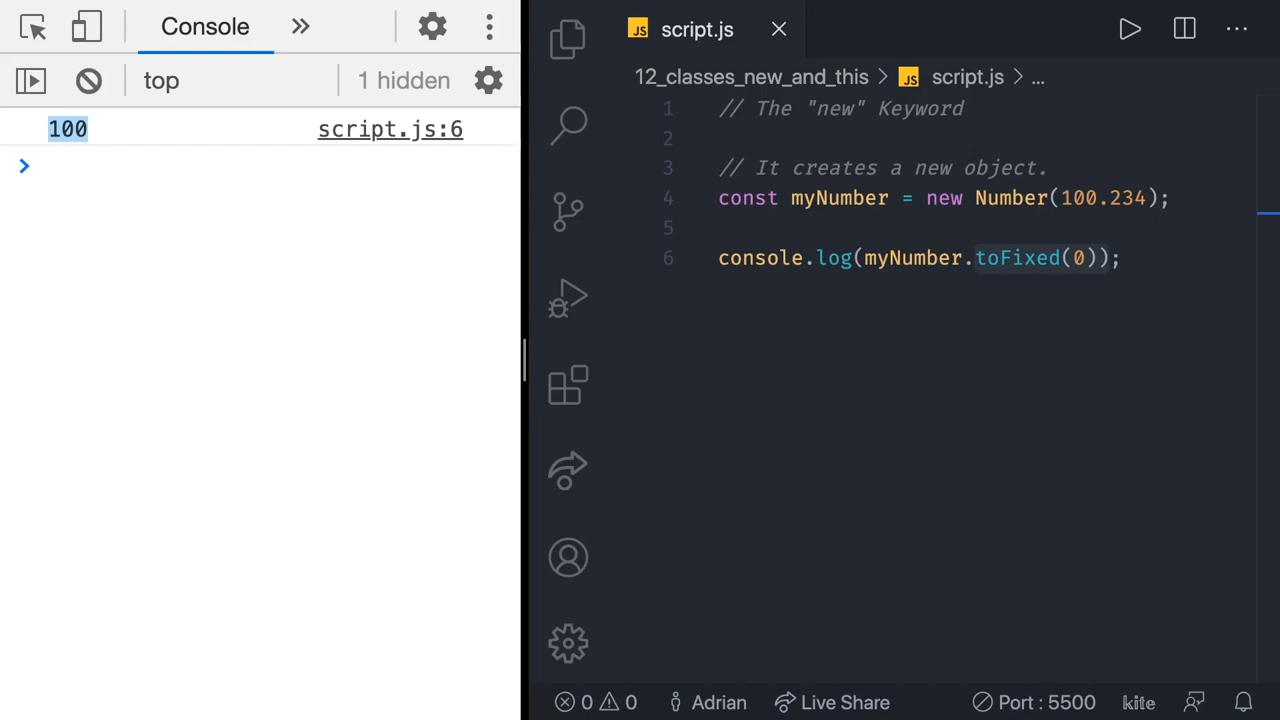 Console
top
1 hidden
100 script.js:6
JS script.js
12_classes_new_and_this > JS script.js > ...
1 // The "new" Keyword
2
3 // It creates a new object.
4 const myNumber = new Number(100.234);
5
6 console.log(myNumber.toFixed(0));
0 0 Adrian Live Share Port : 5500 kite